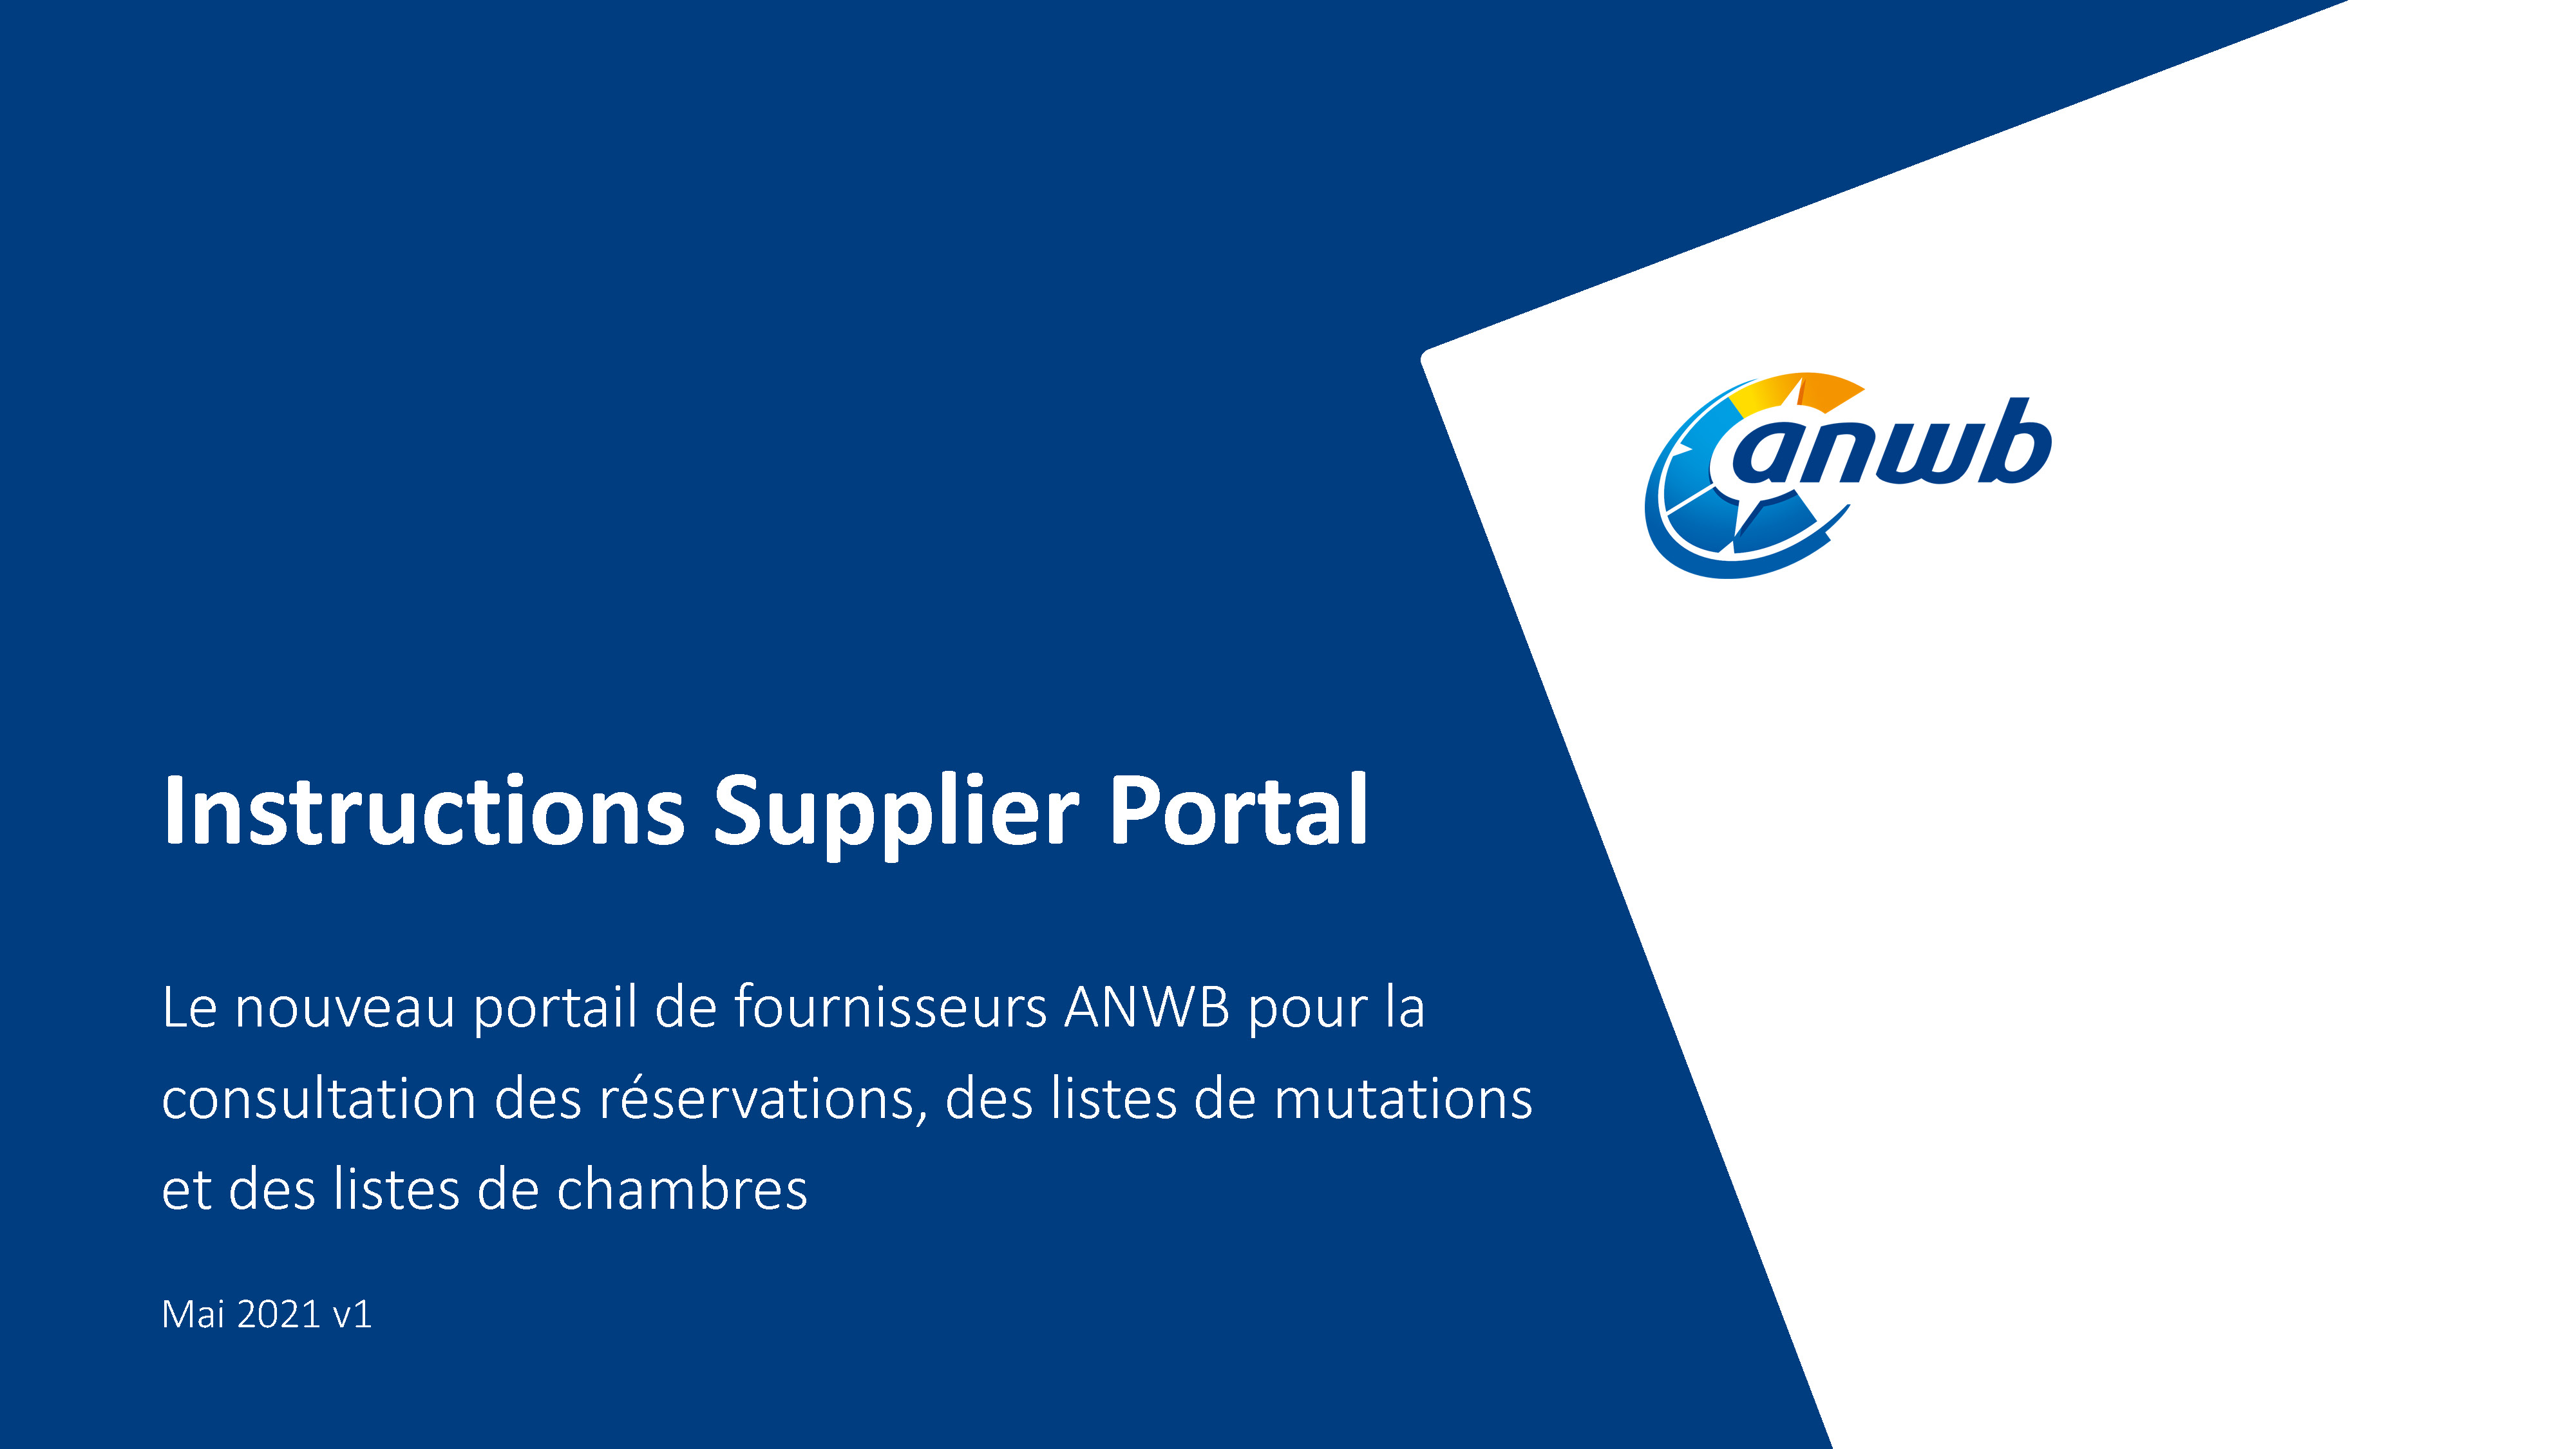 anwb
Instructions Supplier Portal
Le nouveau portail de fournisseurs ANWB pour la
consultation des réservations, des listes de mutations
et des listes de chambres
Mai 2021 v1